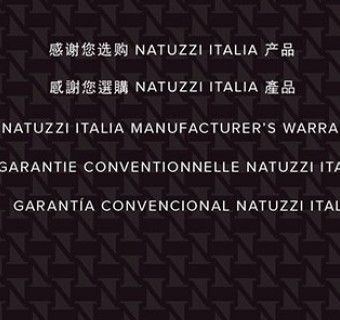 感谢您选购 NATUZZI ITALIA 产品
感謝您選購 NATUZZI ITALIA 產品
NATUZZI ITALIA MANUFACTURER'S WARRA
GARANTIE CONVENTIONNELLE NATUZZI ITA
GARANTÍA CONVENCIONAL NATUZZI ITAL